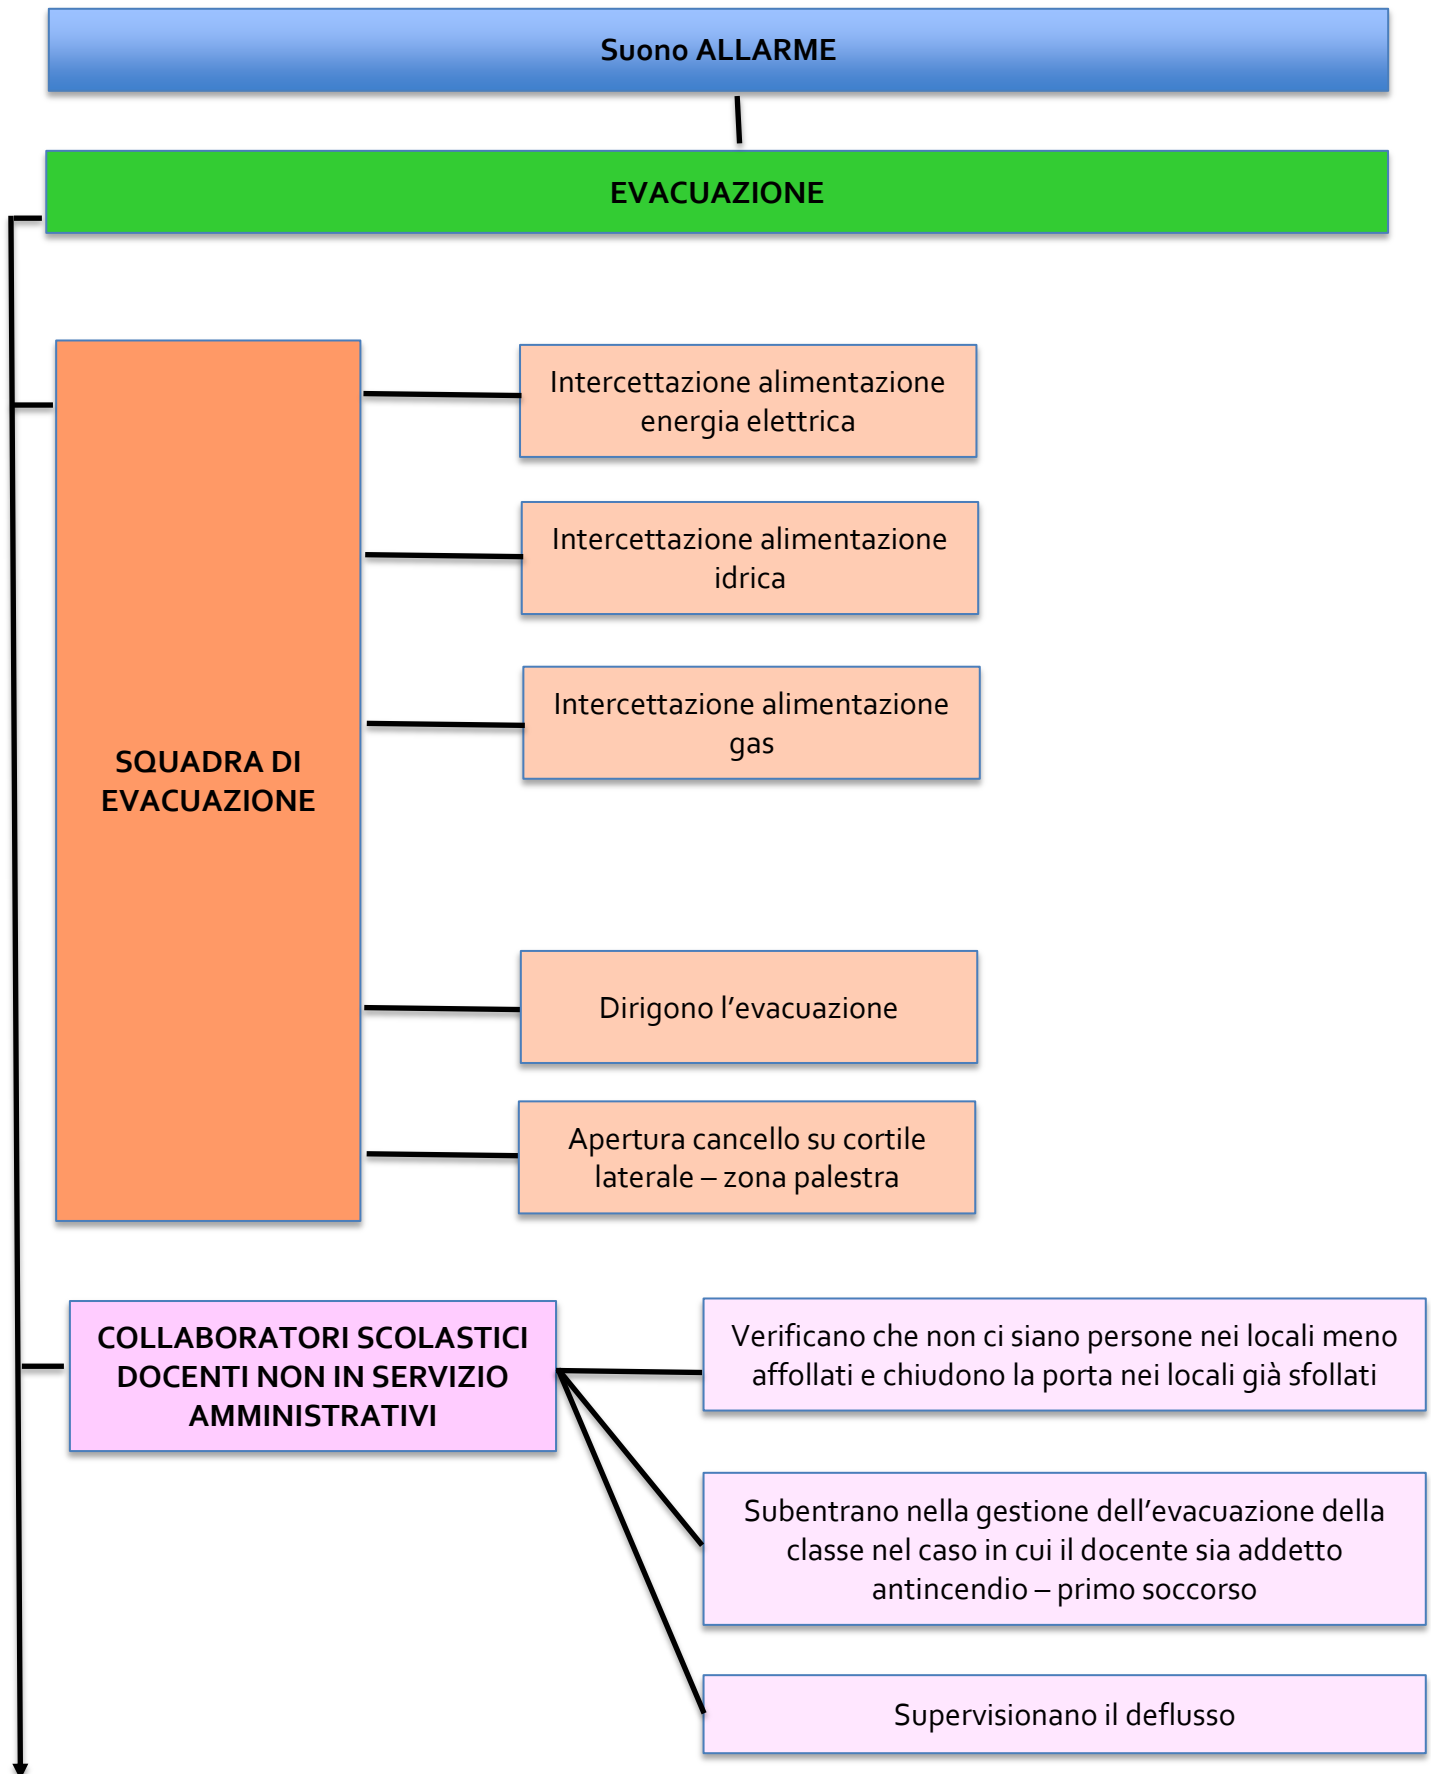 Suono ALLARME
EVACUAZIONE
Intercettazione alimentazione
energia elettrica
Intercettazione alimentazione
idrica
Intercettazione alimentazione
gas
SQUADRA DI
EVACUAZIONE
Dirigono l’evacuazione
Apertura cancello su cortile
laterale – zona palestra
COLLABORATORI SCOLASTICI
DOCENTI NON IN SERVIZIO
AMMINISTRATIVI
Verificano che non ci siano persone nei locali meno
affollati e chiudono la porta nei locali già sfollati
Subentrano nella gestione dell’evacuazione della
classe nel caso in cui il docente sia addetto
antincendio – primo soccorso
Supervisionano il deflusso